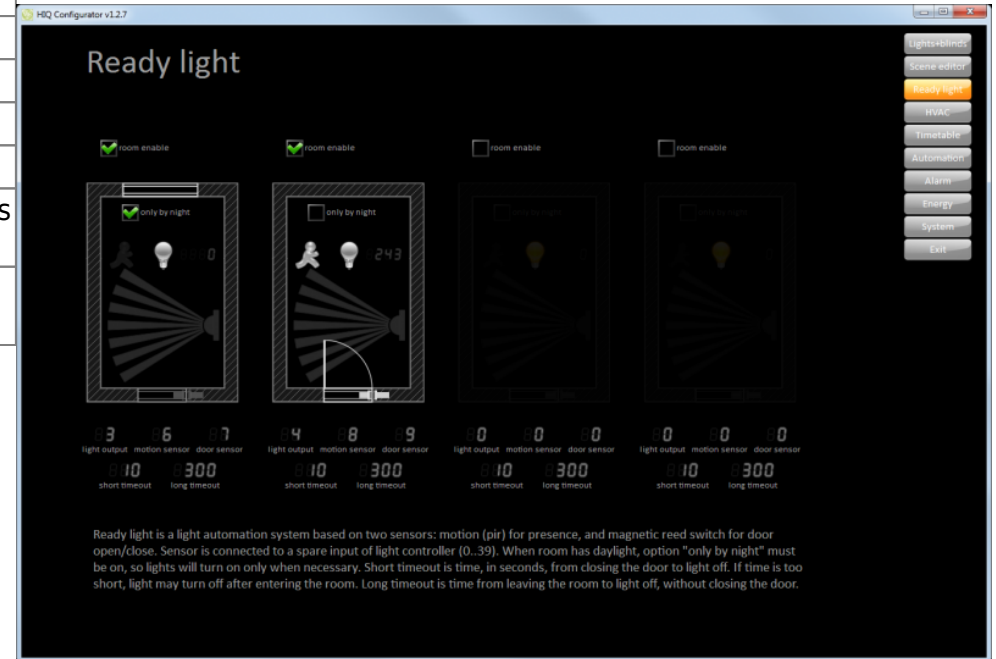 HIQ Configurator v1.2.7
Ready light
Lights+blinds
Scene editor
Ready light
HVAC
Timetable
Automation
Alarm
Energy
System
Exit
room enable room enable room enable room enable
only by night only by night only by night only by night
0 243
s
3 6 7 4 8 9 0 0 0 0 0 0
light output motion sensor door sensor light output motion sensor door sensor light output motion sensor door sensor light output motion sensor door sensor
10 300 10 300 10 300 10 300
short timeout long timeout short timeout long timeout short timeout long timeout short timeout long timeout
Ready light is a light automation system based on two sensors: motion (pir) for presence, and magnetic reed switch for door
open/close. Sensor is connected to a spare input of light controller (0..39). When room has daylight, option "only by night" must
be on, so lights will turn on only when necessary. Short timeout is time, in seconds, from closing the door to light off. If time is too
short, light may turn off after entering the room. Long timeout is time from leaving the room to light off, without closing the door.